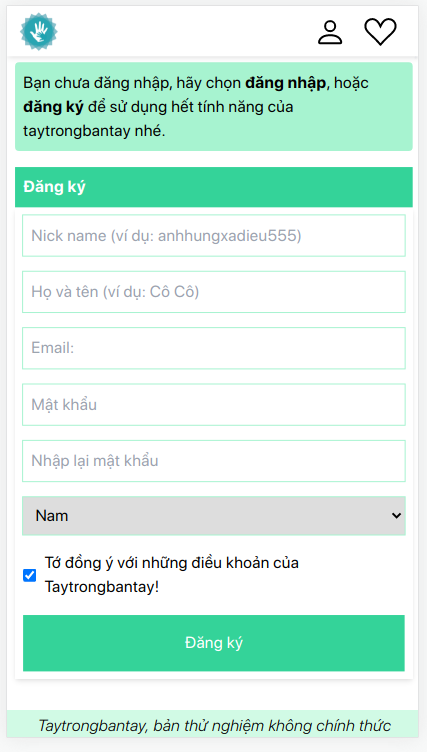 Bạn chưa đăng nhập, hãy chọn đăng nhập, hoặc
đăng ký để sử dụng hết tính năng của
taytrongbantay nhé.
Đăng ký
Nick name (ví dụ: anhhungxadieu555)
Họ và tên (ví dụ: Cô Cô)
Email:
Mật khẩu
Nhập lại mật khẩu
Nam
Tớ đồng ý với những điều khoản của
Taytrongbantay!
Đăng ký
Taytrongbantay, bản thử nghiệm không chính thức